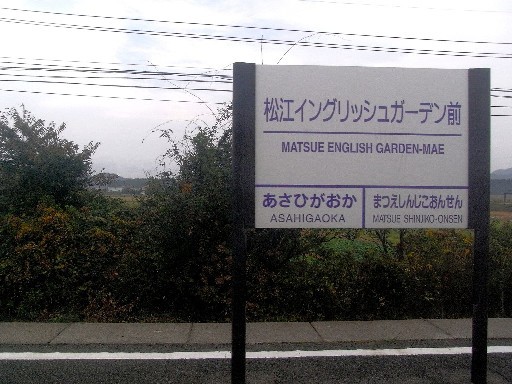 松江イングリッシュガーデン前
MATSUE ENGLISH GARDEN-MAE
あさひがおか まつえしんじこおんせん
ASAHIGAOKA MATSUE SHINJIKO-ONSEN